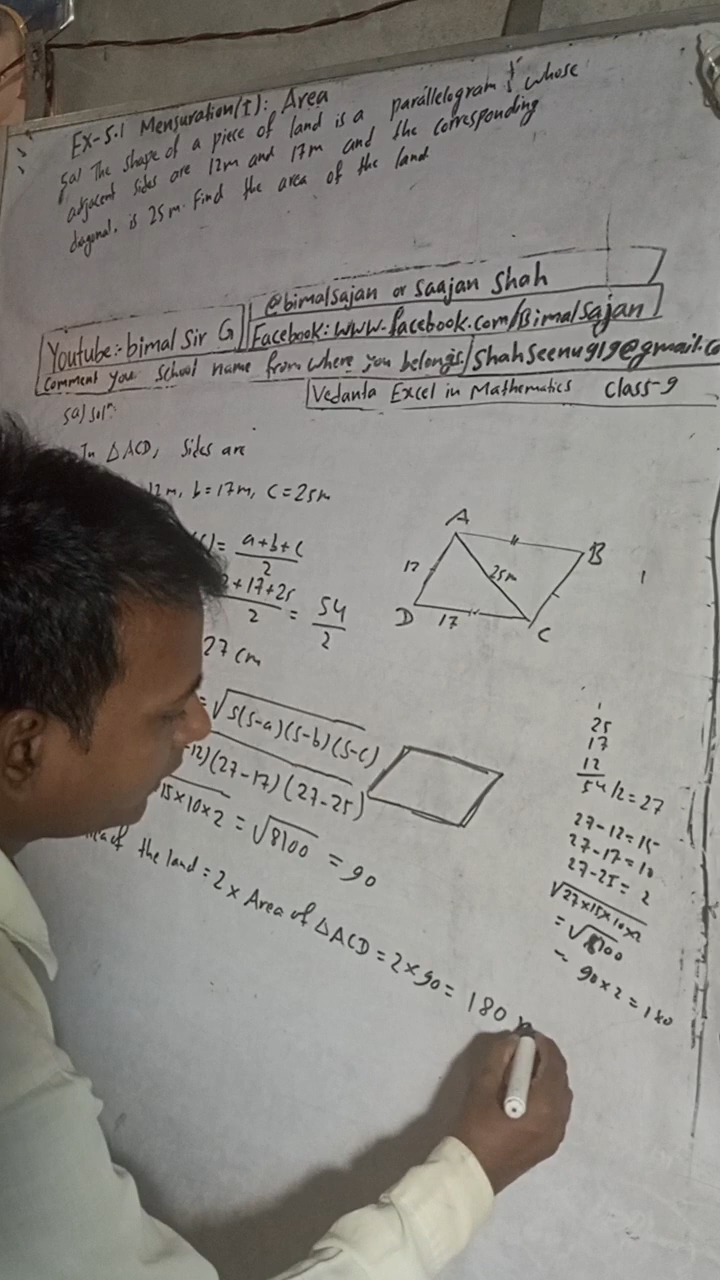 Ex-5.1 Mensuration(I): Area
5a) The shape of a piece of land is a parallelogram whose
adjacent sides are 12m and 17m and the corresponding
diagonal. is 25m. Find the area of the land
@bimalsajan or Saajan Shah
Youtube:- bimal Sir G
Facebook: www.facebook.com/Bimalsajan
Comment your School name from where you belongs/shahseenu919@gmail.co
Vedanta Excel in Mathematics Class-9
5a) Solⁿ:
In △ACD, Sides are
12m, b=17m, C=25m
= a+b+c
2
2+17+25
2
= 54
2
27 cm
=√S(S-a)(S-b)(S-c)
-12)(27-17)(27-25)
15×10×2 = √8100 = 90
of the land = 2 × Area of △ACD = 2×90 = 180
A
B
12
25m
D
17
C
25
17
12
54/2=27
27-12=15
27-17=10
27-25=2
√27×15×10×2
=√8100
90×2=180